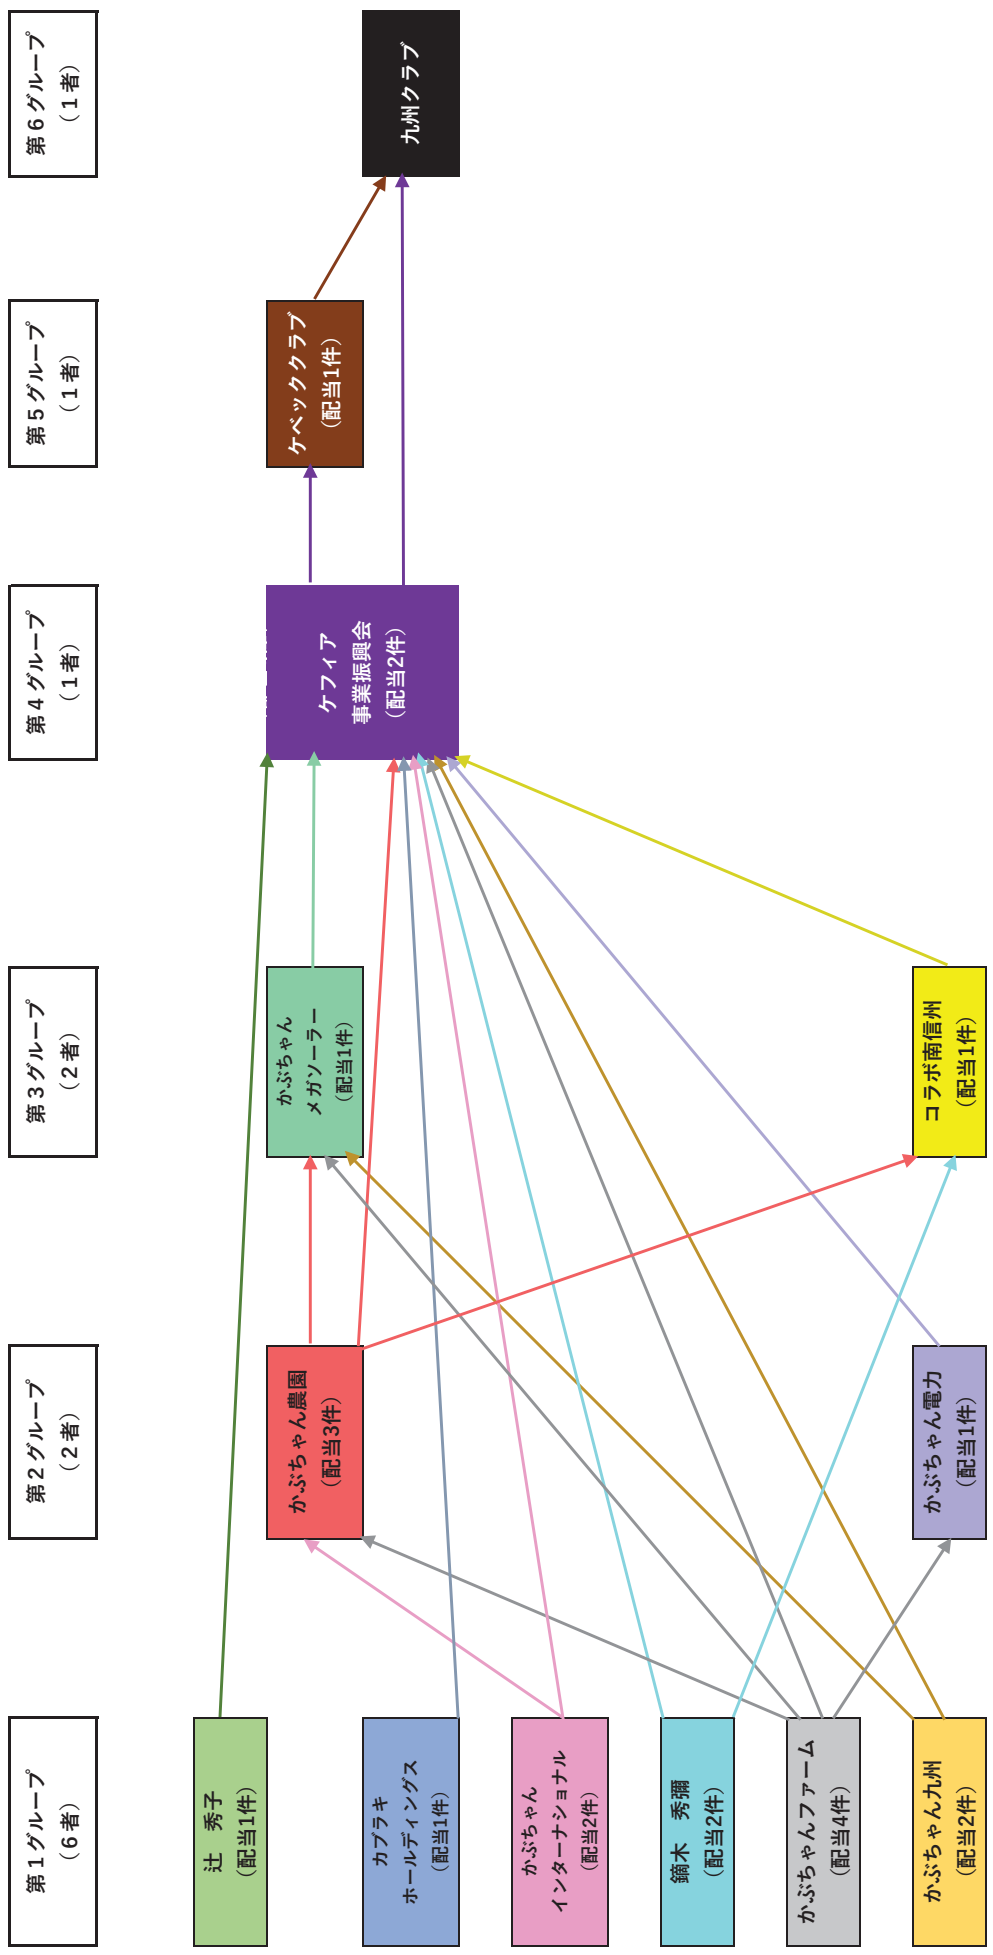 第1グループ
（6者）
辻　秀子
（配当1件）
カブラキ
ホールディングス
（配当1件）
かぶちゃん
インターナショナル
（配当2件）
鏑木　秀彌
（配当2件）
かぶちゃんファーム
（配当4件）
かぶちゃん九州
（配当2件）
第2グループ
（2者）
かぶちゃん農園
（配当3件）
かぶちゃん電力
（配当1件）
第3グループ
（2者）
かぶちゃん
メガソーラー
（配当1件）
コラボ南信州
（配当1件）
第4グループ
（1者）
ケフィア
事業振興会
（配当2件）
第5グループ
（1者）
ケベッククラブ
（配当1件）
第6グループ
（1者）
九州クラブ